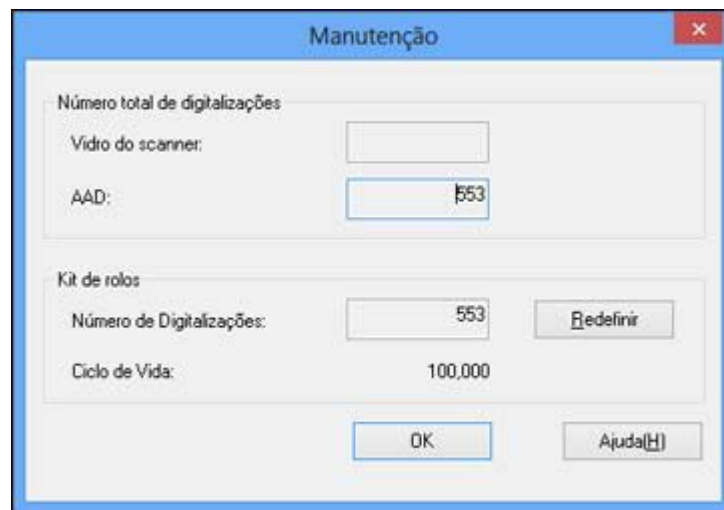 Manutenção
Número total de digitalizações
Vidro do scanner:
AAD: 553
Kit de rolos
Número de Digitalizações: 553 Redefinir
Ciclo de Vida: 100,000
OK Ajuda(H)